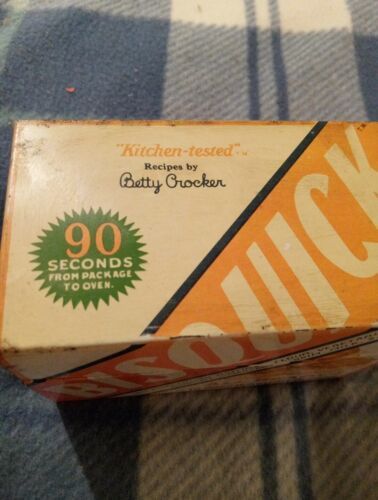 "Kitchen-tested" TM
Recipes by
Betty Crocker
90
SECONDS
FROM PACKAGE
TO OVEN.
BISQUICK